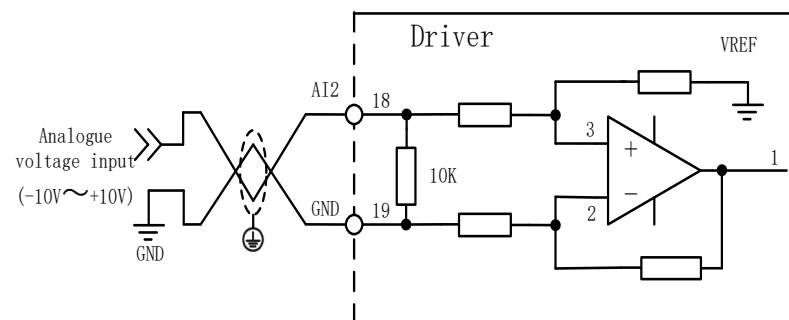 Driver
VREF
AI2
18
Analogue
voltage input
(-10V～+10V)
3
+
10K
1
−
GND
19
2
GND